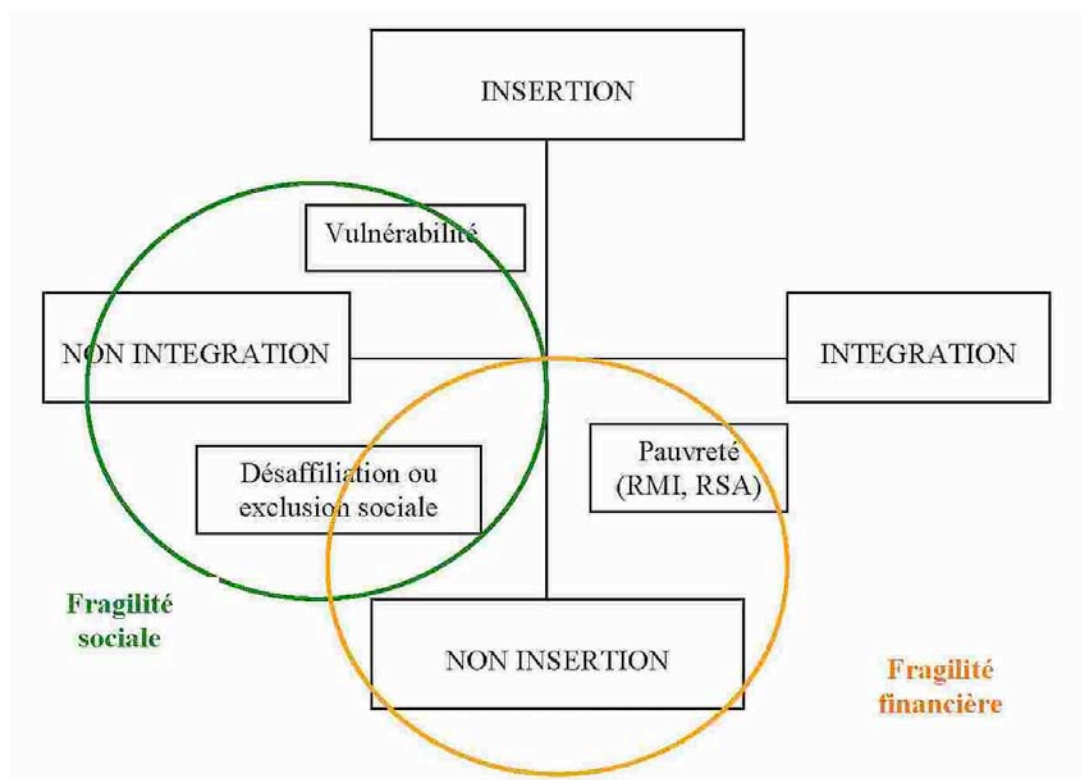 INSERTION
Vulnérabilité
NON INTEGRATION
INTEGRATION
Pauvreté
(RMI, RSA)
Désaffiliation ou
exclusion sociale
Fragilité
sociale
NON INSERTION
Fragilité
financière